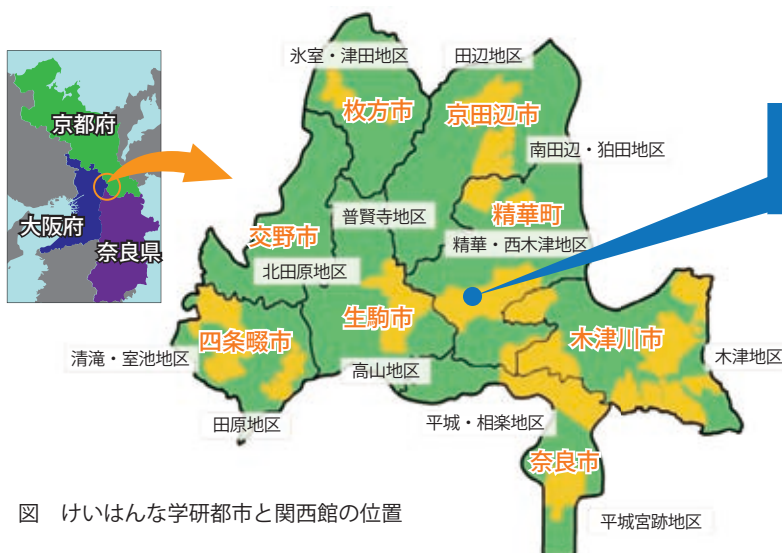 京都府
大阪府
奈良県
氷室・津田地区
田辺地区
枚方市
京田辺市
南田辺・狛田地区
普賢寺地区
精華町
交野市
精華・西木津地区
北田原地区
生駒市
四条畷市
木津川市
清滝・室池地区
木津地区
高山地区
田原地区
平城・相楽地区
奈良市
平城宮跡地区
図 けいはんな学研都市と関西館の位置